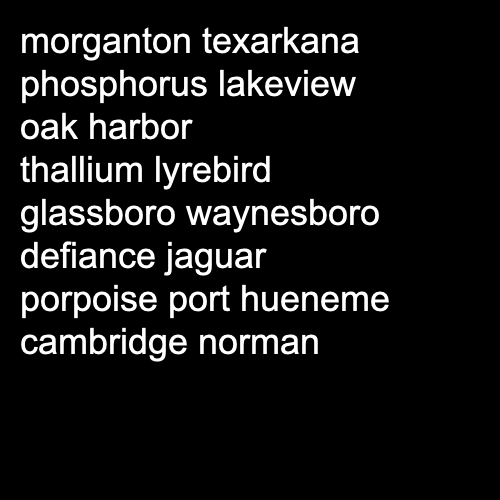 morganton texarkana
phosphorus lakeview
oak harbor
thallium lyrebird
glassboro waynesboro
defiance jaguar
porpoise port hueneme
cambridge norman